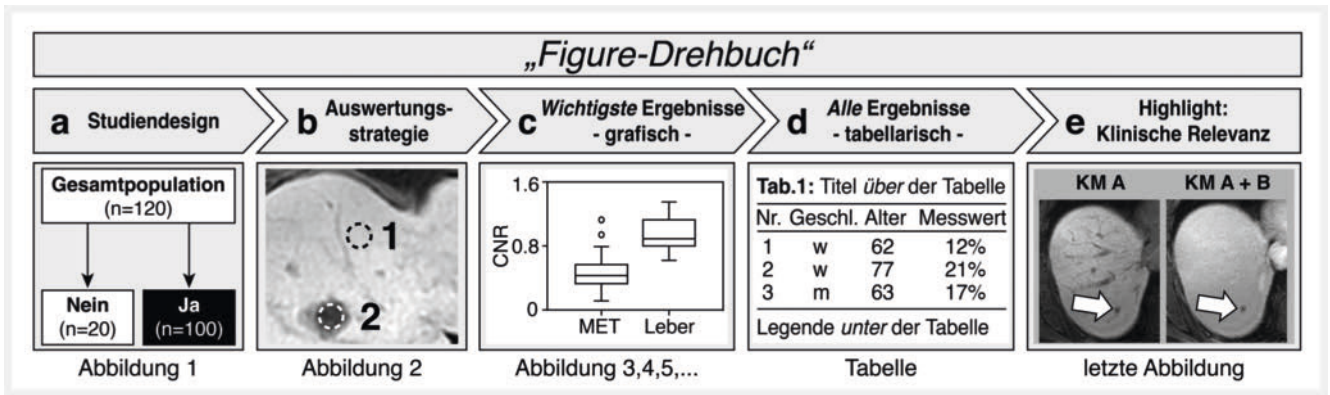 „Figure-Drehbuch“
a Studiendesign
b Auswertungs-
strategie
c Wichtigste Ergebnisse
- grafisch -
d Alle Ergebnisse
- tabellarisch -
e Highlight:
Klinische Relevanz
Gesamtpopulation
(n=120)
Nein
(n=20)
Ja
(n=100)
Abbildung 1
1
2
Abbildung 2
1.6
0.8
0
CNR
MET Leber
Abbildung 3,4,5,...
Tab.1: Titel über der Tabelle
Nr. Geschl. Alter Messwert
1 w 62 12%
2 w 77 21%
3 m 63 17%
Legende unter der Tabelle
Tabelle
KM A
KM A + B
letzte Abbildung